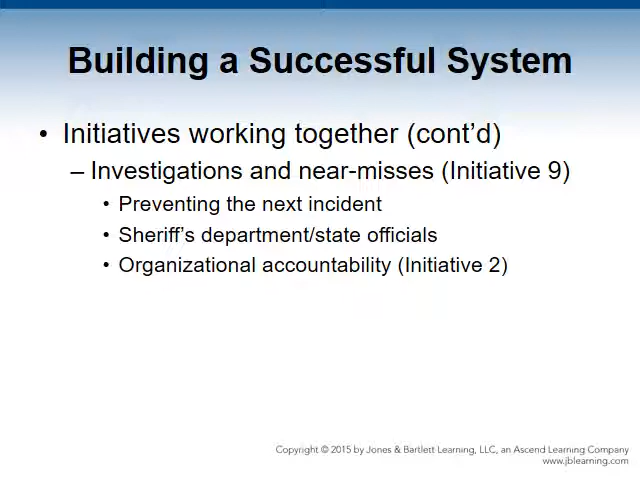 Building a Successful System
• Initiatives working together (cont’d)
– Investigations and near-misses (Initiative 9)
• Preventing the next incident
• Sheriff’s department/state officials
• Organizational accountability (Initiative 2)
Copyright © 2015 by Jones & Bartlett Learning, LLC, an Ascend Learning Company
www.jblearning.com